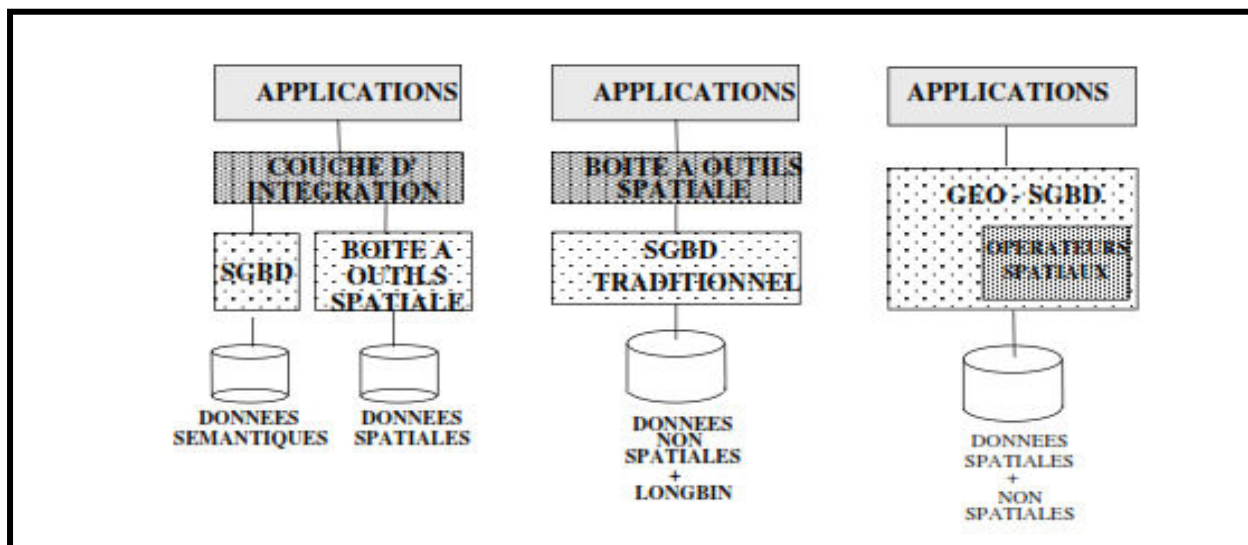 APPLICATIONS
COUCHE D'
INTEGRATION
SGBD
BOITE A
OUTILS
SPATIALE
DONNEES
SEMANTIQUES
DONNEES
SPATIALES
APPLICATIONS
BOITE A OUTILS
SPATIALE
SGBD
TRADITIONNEL
DONNEES
NON
SPATIALES
+
LONGBIN
APPLICATIONS
GEO - SGBD
OPERATEURS
SPATIAUX
DONNEES
SPATIALES
+
NON
SPATIALES